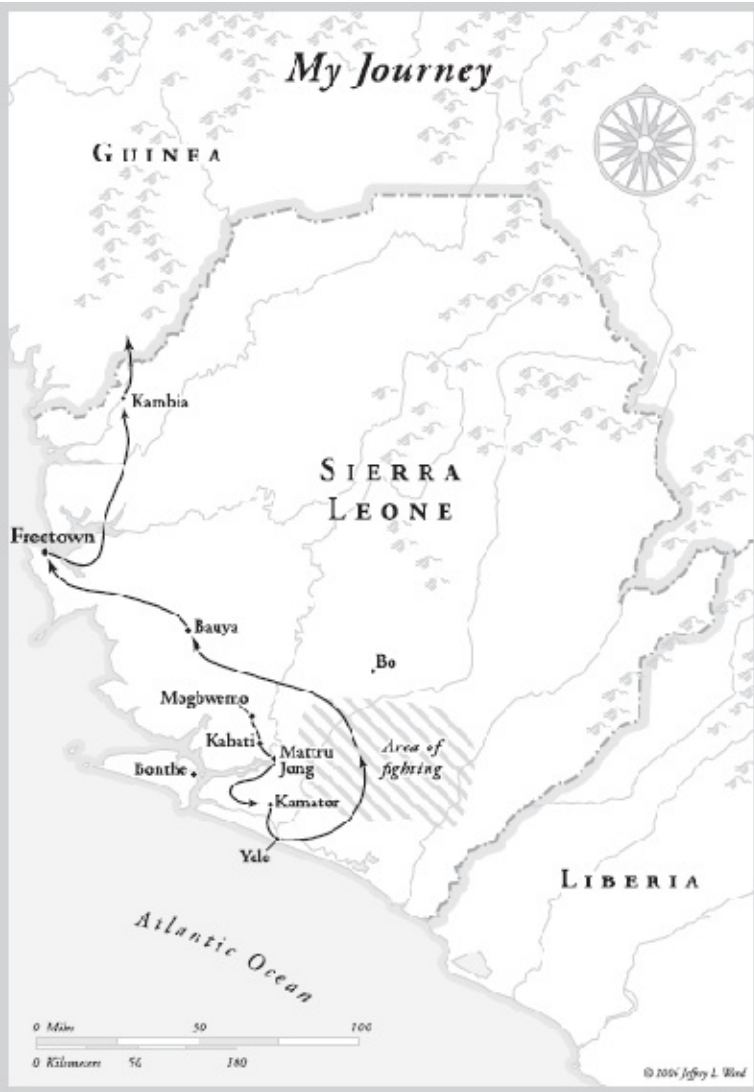 My Journey
GUINEA
Kambia
SIERRA
LEONE
Freetown
Bauya
Bo
Mogbwemo
Kabati
Mattru
Jong
Area of
fighting
Bonthe
Kamator
Yele
LIBERIA
Atlantic Ocean
0 Miles 50 100
0 Kilometers 50 100
© 2006 Jeffrey L. Ward